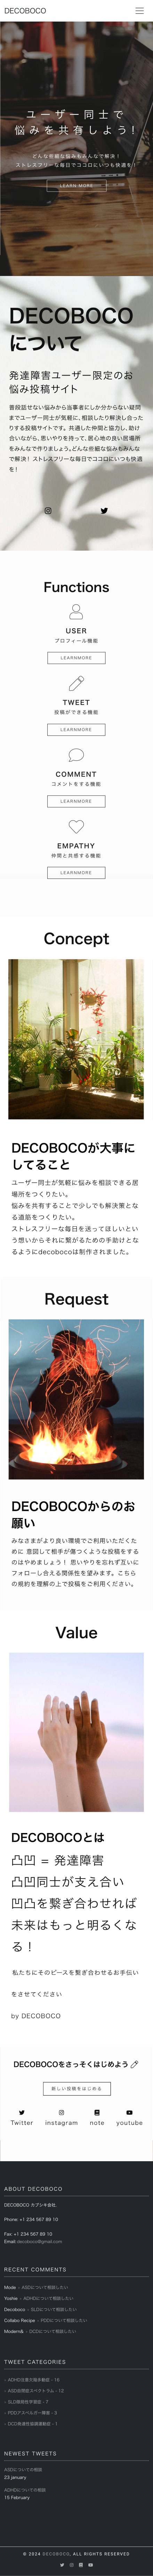 DECOBOCO
ユーザー同士で
悩みを共有しよう!
どんな些細な悩みもみんなで解決!
ストレスフリーな毎日でココロにいつも快適を!
LEARN MORE
DECOBOCO
について
発達障害ユーザー限定のお
悩み投稿サイト
普段話せない悩みから当事者にしか分からない疑問
までユーザー同士が気軽に、相談したり解決し合った
りする投稿サイトです。共通した仲間と協力し、助け
合いながら、思いやりを持って、居心地の良い居場所
をみんなで作りましょう。どんな些細な悩みもみんな
で解決! ストレスフリーな毎日でココロにいつも快適
を!
Functions
USER
プロフィール機能
LEARNMORE
TWEET
投稿ができる機能
LEARNMORE
COMMENT
コメントをする機能
LEARNMORE
EMPATHY
仲間と共感する機能
LEARNMORE
Concept
DECOBOCOが大事に
してること
ユーザー同士が気軽に悩みを相談できる居
場所をつくりたい。
悩みを共有することで少しでも解決策とな
る道筋をつくりたい。
ストレスフリーな毎日を送ってほしいとい
う想いからそれに繋がるための手助けとな
るようにdecobocoは制作されました。
Request
DECOBOCOからのお
願い
みなさまがより良い環境でご利用いただくた
めに 意図して相手が傷つくような投稿をする
のはやめましょう! 思いやりを忘れず互いに
フォローし合える関係性を望みます。こちら
の規約を理解の上で投稿をご利用ください。
Value
DECOBOCOとは
凸凹 = 発達障害
凸凹同士が支え合い
凹凸を繋ぎ合わせれば
未来はもっと明るくな
る!
私たちにそのピースを繋ぎ合わせるお手伝い
をさせてください
by DECOBOCO
DECOBOCOをさっそくはじめよう
新しい投稿をはじめる
Twitter
instagram
note
youtube
ABOUT DECOBOCO
DECOBOCO カブシキ会社.
Phone: +1 234 567 89 10
Fax: +1 234 567 89 10
Email: decoboco@gmail.com
RECENT COMMENTS
Mode - ASDについて相談したい
Yoshie - ADHDについて相談したい
Decoboco - SLDについて相談したい
Collabo Recipe - PDDについて相談したい
Modern& - DCDについて相談したい
TWEET CATEGORIES
- ADHD注意欠陥多動症 - 19
- ASD自閉症スペクトラム - 12
- SLD限局性学習症 - 7
- PDDアスペルガー障害 - 3
- DCD発達性協調運動症 - 1
NEWEST TWEETS
ASDについての相談
23 january
ADHDについての相談
15 February
© 2024 DECOBOCO, ALL RIGHTS RESERVED